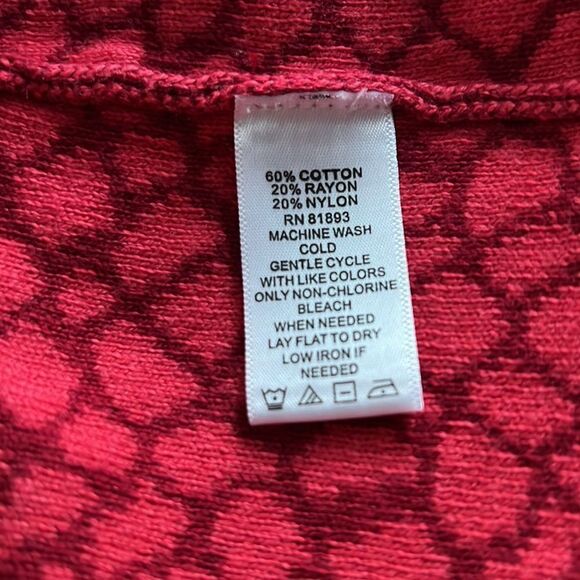 60% COTTON
20% RAYON
20% NYLON
RN 81893
MACHINE WASH
COLD
GENTLE CYCLE
WITH LIKE COLORS
ONLY NON-CHLORINE
BLEACH
WHEN NEEDED
LAY FLAT TO DRY
LOW IRON IF
NEEDED